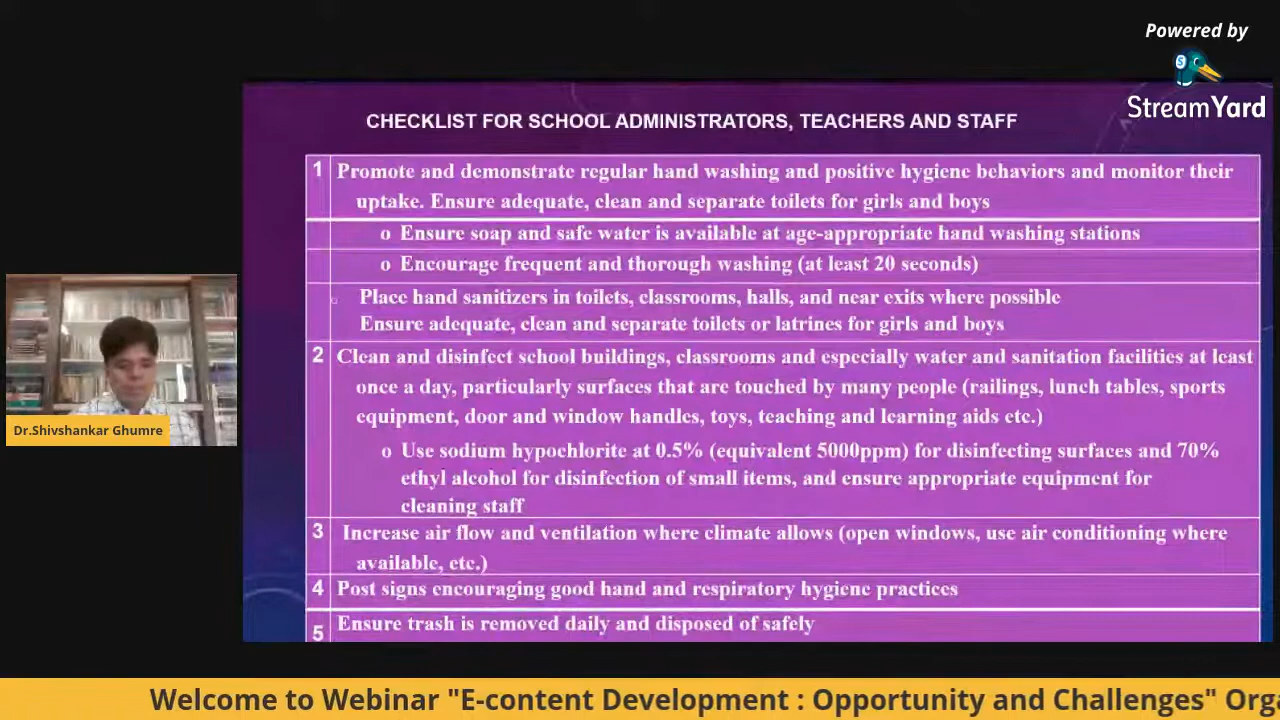 Powered by
StreamYard
CHECKLIST FOR SCHOOL ADMINISTRATORS, TEACHERS AND STAFF
1 Promote and demonstrate regular hand washing and positive hygiene behaviors and monitor their
uptake. Ensure adequate, clean and separate toilets for girls and boys
o Ensure soap and safe water is available at age-appropriate hand washing stations
o Encourage frequent and thorough washing (at least 20 seconds)
Place hand sanitizers in toilets, classrooms, halls, and near exits where possible
Ensure adequate, clean and separate toilets or latrines for girls and boys
2 Clean and disinfect school buildings, classrooms and especially water and sanitation facilities at least
once a day, particularly surfaces that are touched by many people (railings, lunch tables, sports
equipment, door and window handles, toys, teaching and learning aids etc.)
o Use sodium hypochlorite at 0.5% (equivalent 5000ppm) for disinfecting surfaces and 70%
ethyl alcohol for disinfection of small items, and ensure appropriate equipment for
cleaning staff
3 Increase air flow and ventilation where climate allows (open windows, use air conditioning where
available, etc.)
4 Post signs encouraging good hand and respiratory hygiene practices
5 Ensure trash is removed daily and disposed of safely
Dr.Shivshankar Ghumre
Welcome to Webinar "E-content Development : Opportunity and Challenges" Orga